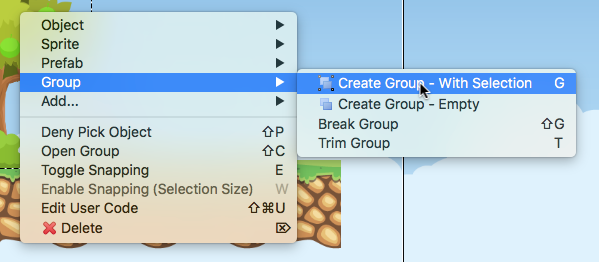 Object
Sprite
Prefab
Group
Add...
Deny Pick Object ⇧P
Open Group ⇧C
Toggle Snapping E
Enable Snapping (Selection Size) W
Edit User Code ⇧⌘U
Delete ⌦
Create Group - With Selection G
Create Group - Empty
Break Group ⇧G
Trim Group T